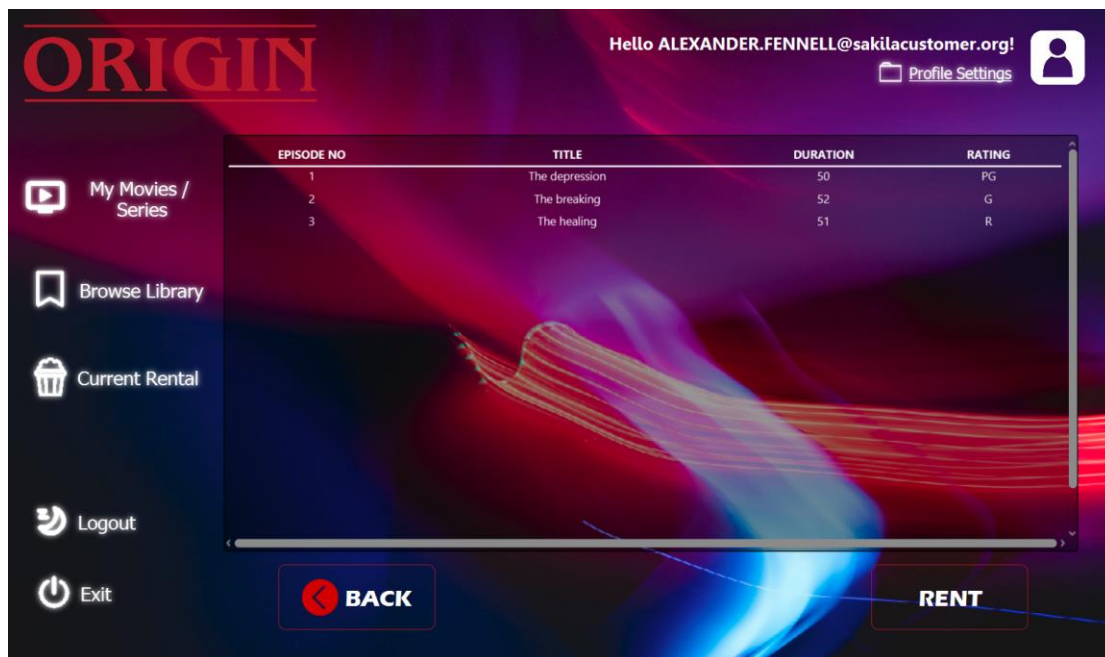 ORIGIN
Hello ALEXANDER.FENNELL@sakilacustomer.org!
Profile Settings
EPISODE NO TITLE DURATION RATING
1 The depression 50 PG
2 The breaking 52 G
3 The healing 51 R
My Movies /
Series
Browse Library
Current Rental
Logout
Exit
BACK
RENT